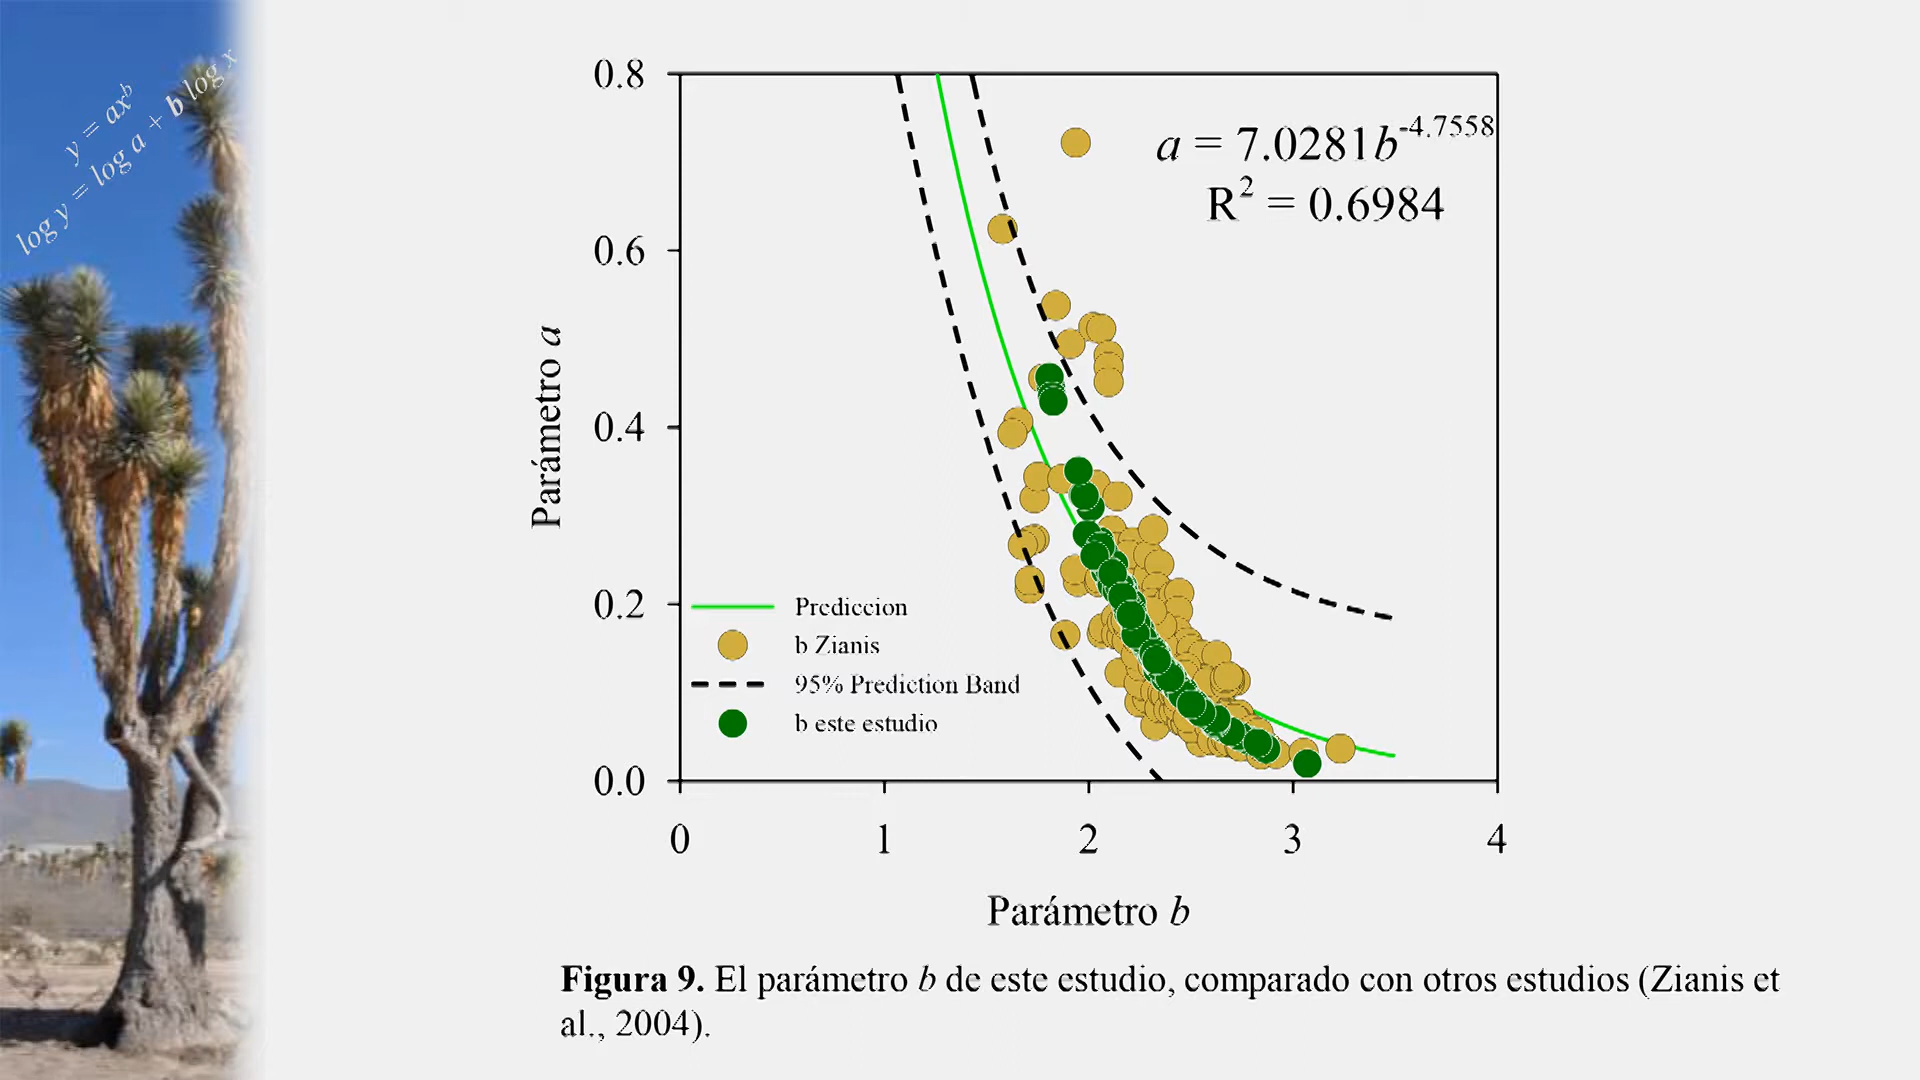 y = ax^b
log y = log a + b log x
0.8
0.6
0.4
0.2
0.0
Parámetro a
a = 7.0281b^-4.7558
R² = 0.6984
Prediccion
b Zianis
95% Prediction Band
b este estudio
0 1 2 3 4
Parámetro b
Figura 9. El parámetro b de este estudio, comparado con otros estudios (Zianis et
al., 2004).